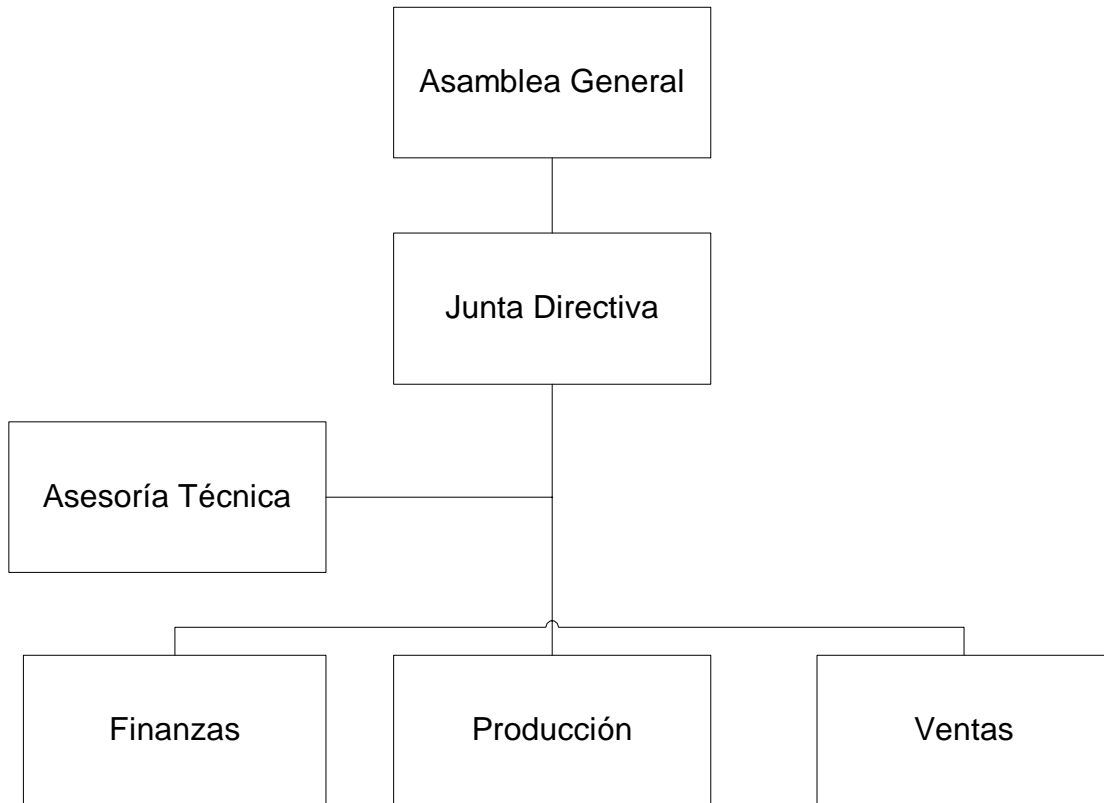 Asamblea General
Junta Directiva
Asesoría Técnica
Finanzas
Producción
Ventas